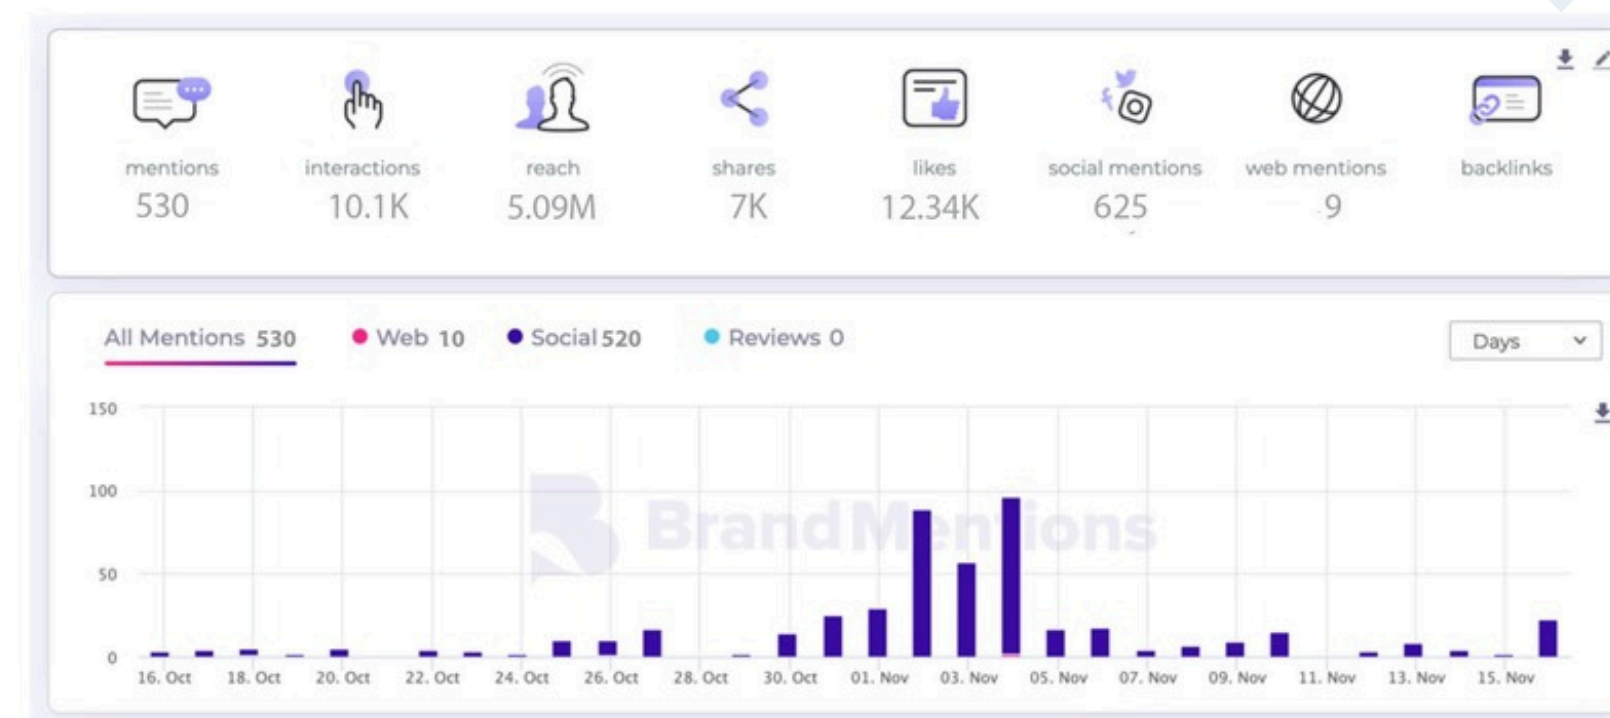 mentions interactions reach shares likes social mentions web mentions backlinks
530 10.1K 5.09M 7K 12.34K 625 9
All Mentions 530 Web 10 Social 520 Reviews 0 Days
150
100
BrandMentions
50
0
16. Oct 18. Oct 20. Oct 22. Oct 24. Oct 26. Oct 28. Oct 30. Oct 01. Nov 03. Nov 05. Nov 07. Nov 09. Nov 11. Nov 13. Nov 15. Nov